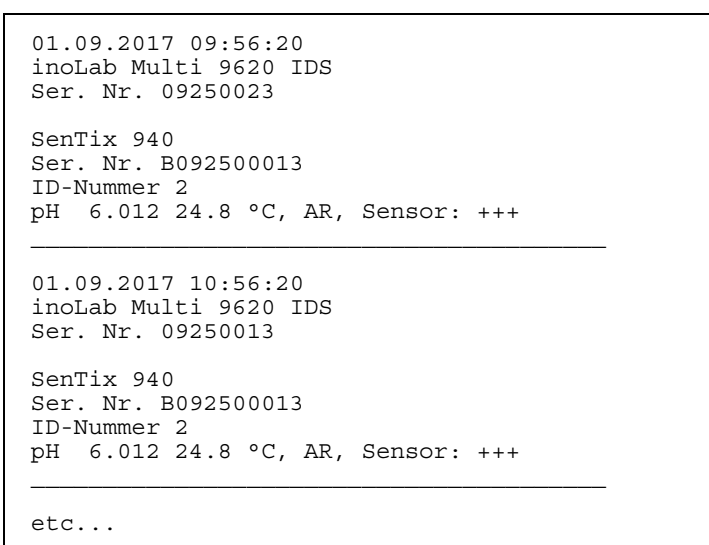 01.09.2017 09:56:20
inoLab Multi 9620 IDS
Ser. Nr. 09250023
SenTix 940
Ser. Nr. B092500013
ID-Nummer 2
pH  6.012 24.8 °C, AR, Sensor: +++
________________________________________
01.09.2017 10:56:20
inoLab Multi 9620 IDS
Ser. Nr. 09250013
SenTix 940
Ser. Nr. B092500013
ID-Nummer 2
pH  6.012 24.8 °C, AR, Sensor: +++
________________________________________
etc...